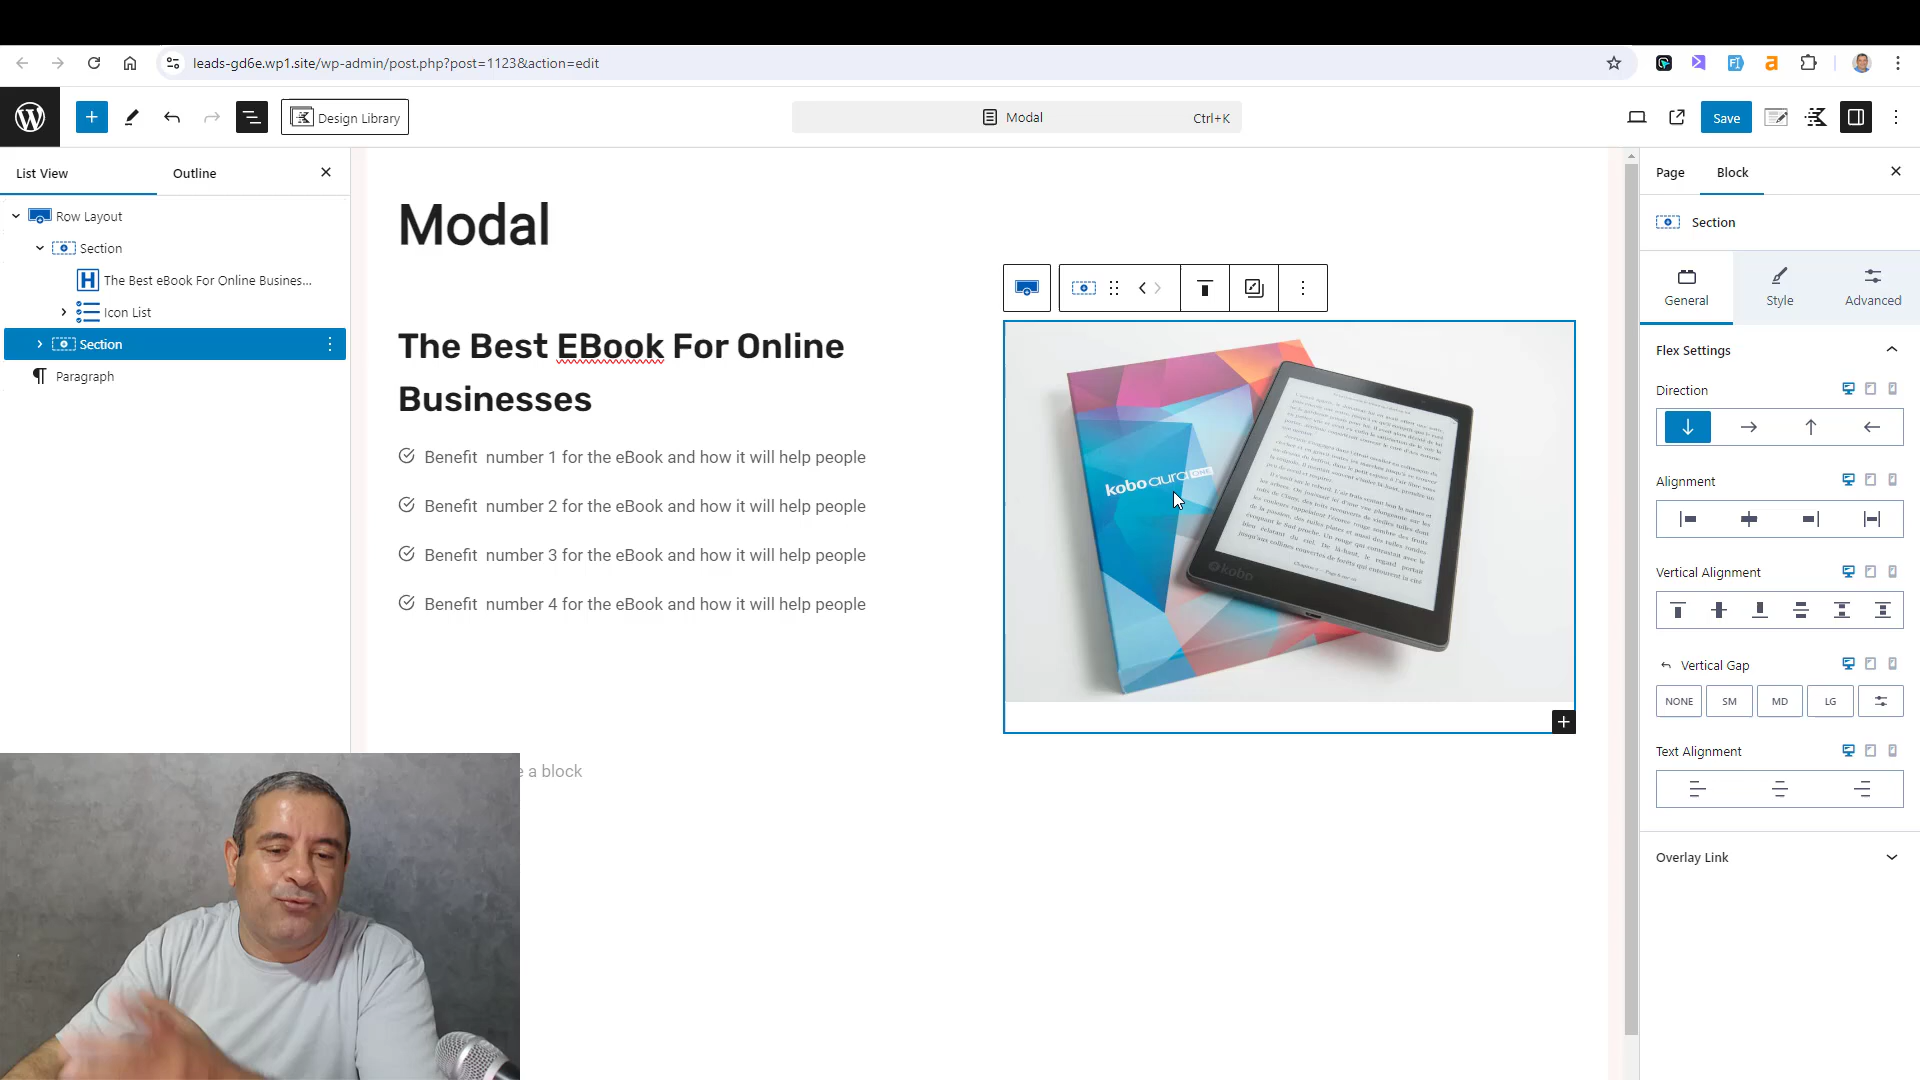 leads-gd6e.wp1.site/wp-admin/post.php?post=1123&action=edit
Design Library
Modal
Ctrl+K
Save
List View
Outline
Row Layout
Section
The Best eBook For Online Busines...
Icon List
Section
Paragraph
Modal
The Best EBook For Online
Businesses
Benefit number 1 for the eBook and how it will help people
Benefit number 2 for the eBook and how it will help people
Benefit number 3 for the eBook and how it will help people
Benefit number 4 for the eBook and how it will help people
kobo aura ONE
kobo
e a block
Page
Block
Section
General
Style
Advanced
Flex Settings
Direction
Alignment
Vertical Alignment
Vertical Gap
NONE
SM
MD
LG
Text Alignment
Overlay Link